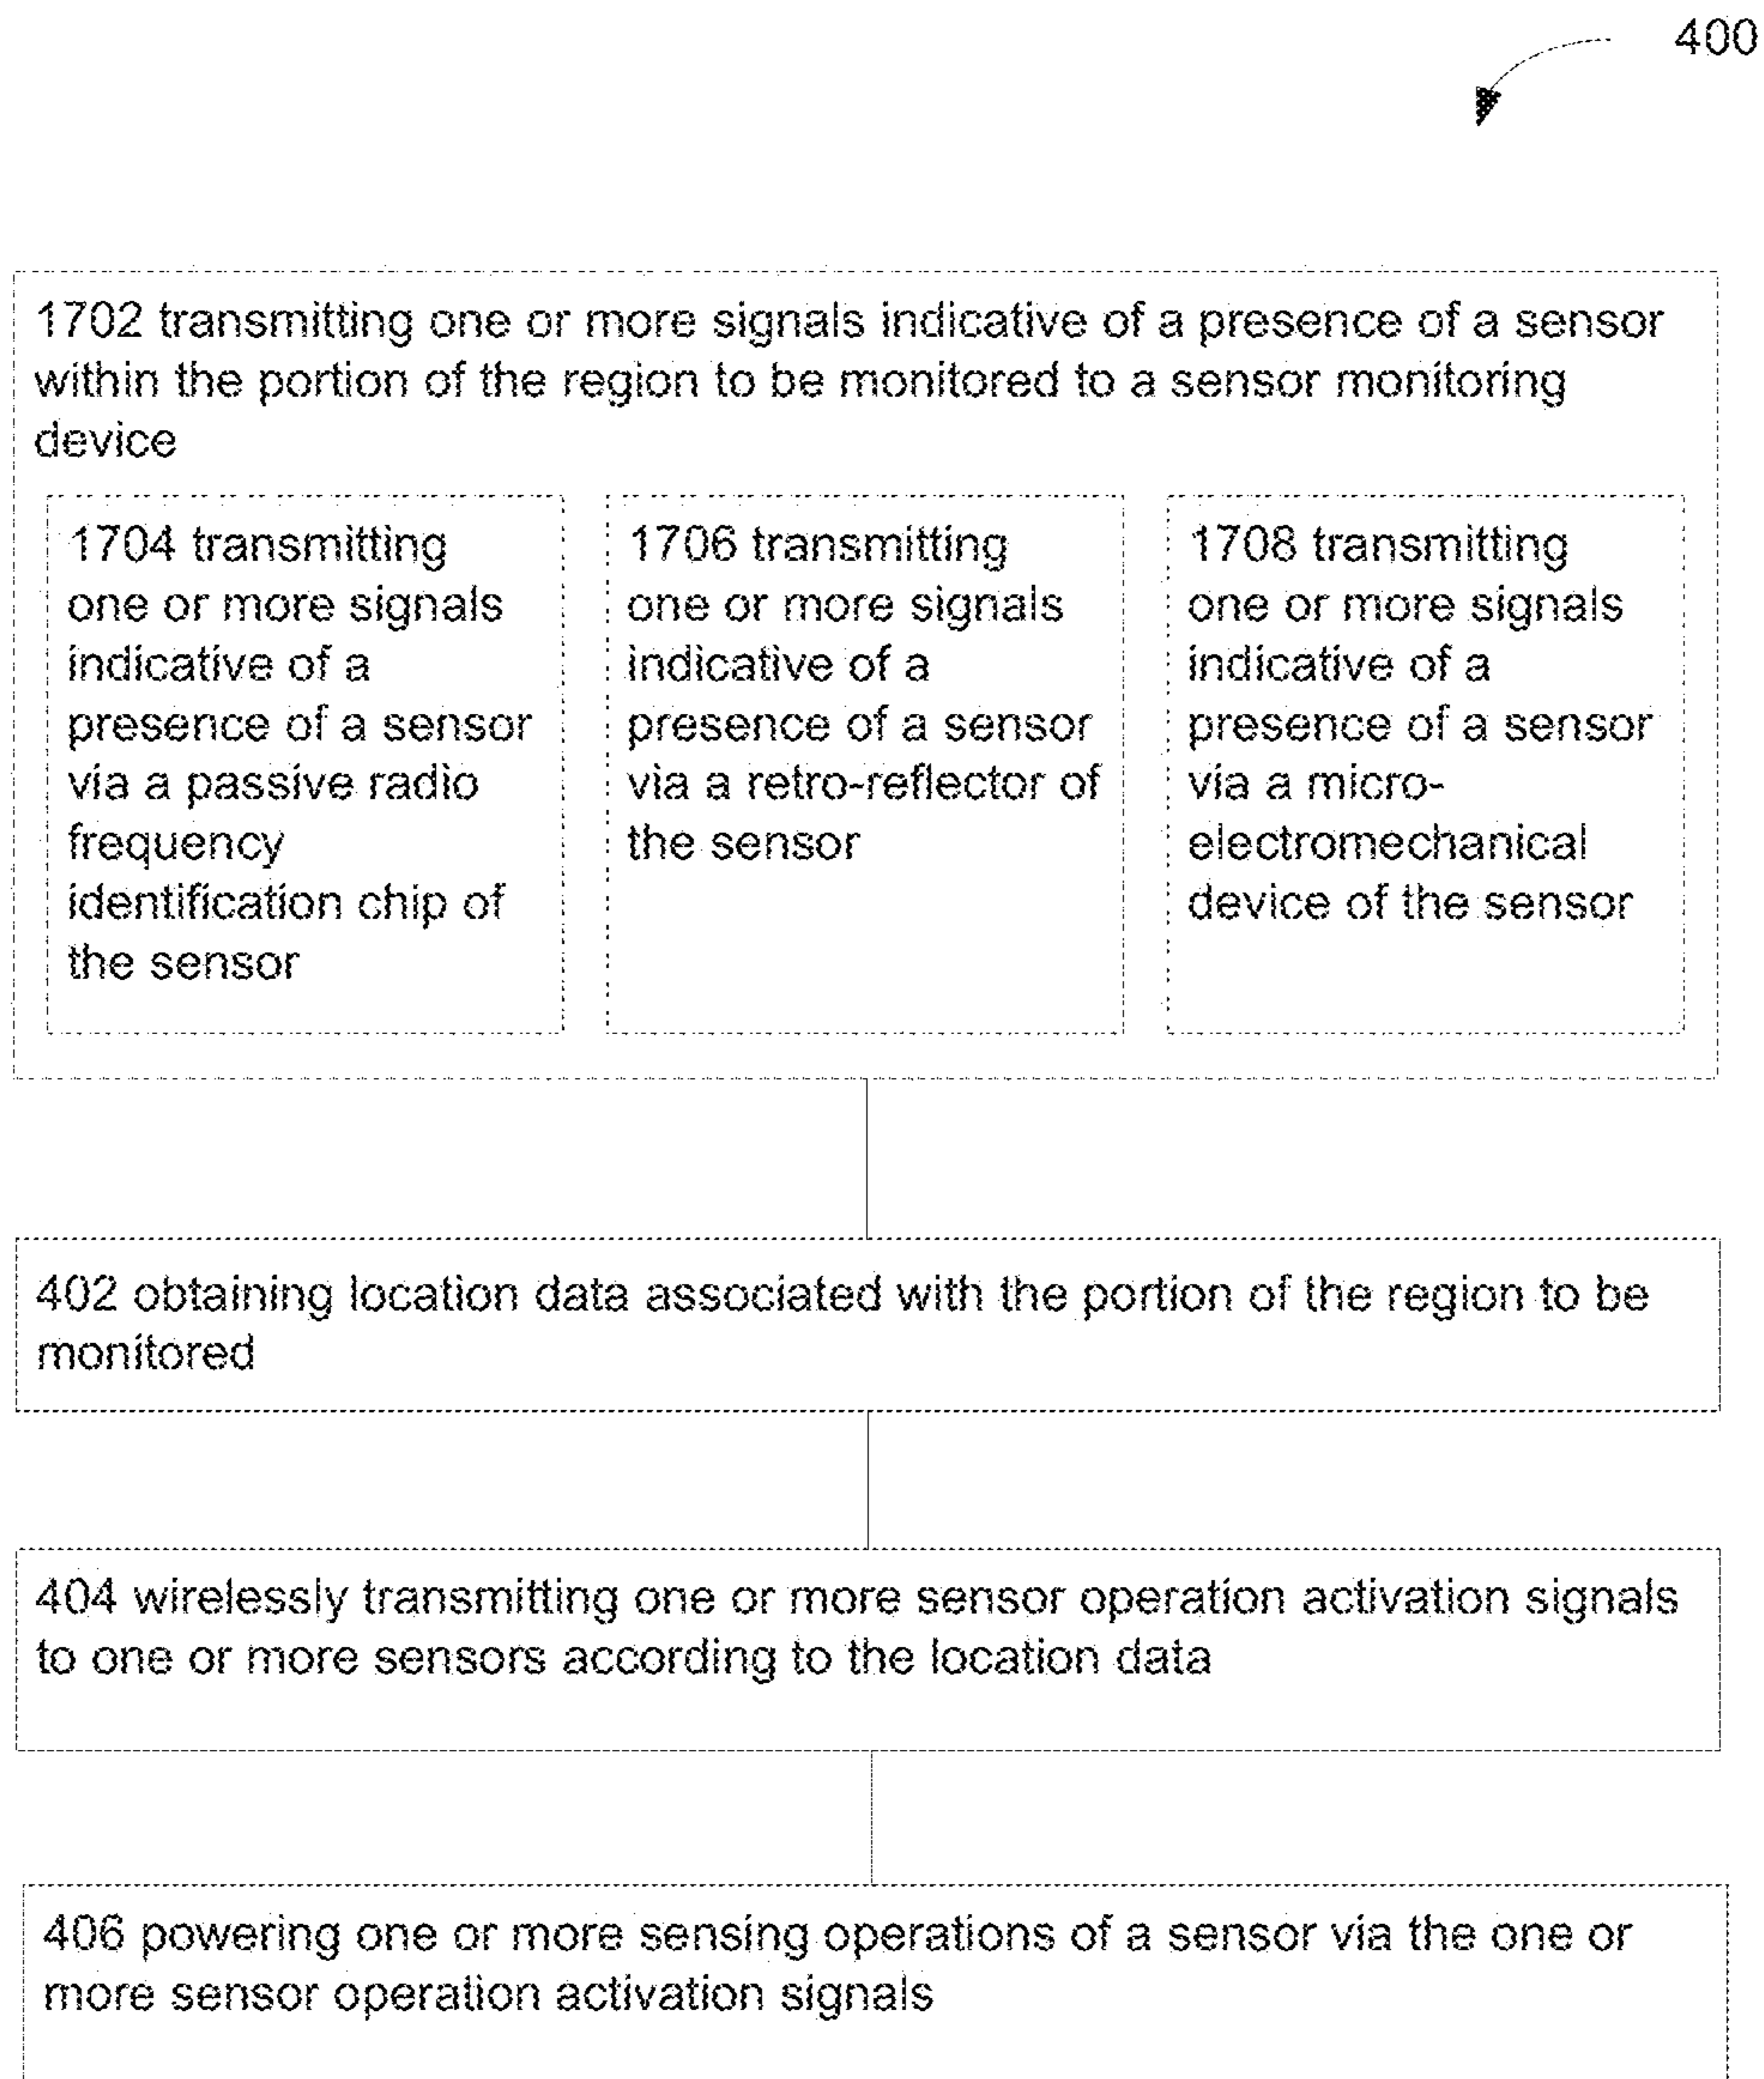 400
1702 transmitting one or more signals indicative of a presence of a sensor
within the portion of the region to be monitored to a sensor monitoring
device
1704 transmitting
one or more signals
indicative of a
presence of a sensor
via a passive radio
frequency
identification chip of
the sensor
1706 transmitting
one or more signals
indicative of a
presence of a sensor
via a retro-reflector of
the sensor
1708 transmitting
one or more signals
indicative of a
presence of a sensor
via a micro-
electromechanical
device of the sensor
402 obtaining location data associated with the portion of the region to be
monitored
404 wirelessly transmitting one or more sensor operation activation signals
to one or more sensors according to the location data
406 powering one or more sensing operations of a sensor via the one or
more sensor operation activation signals